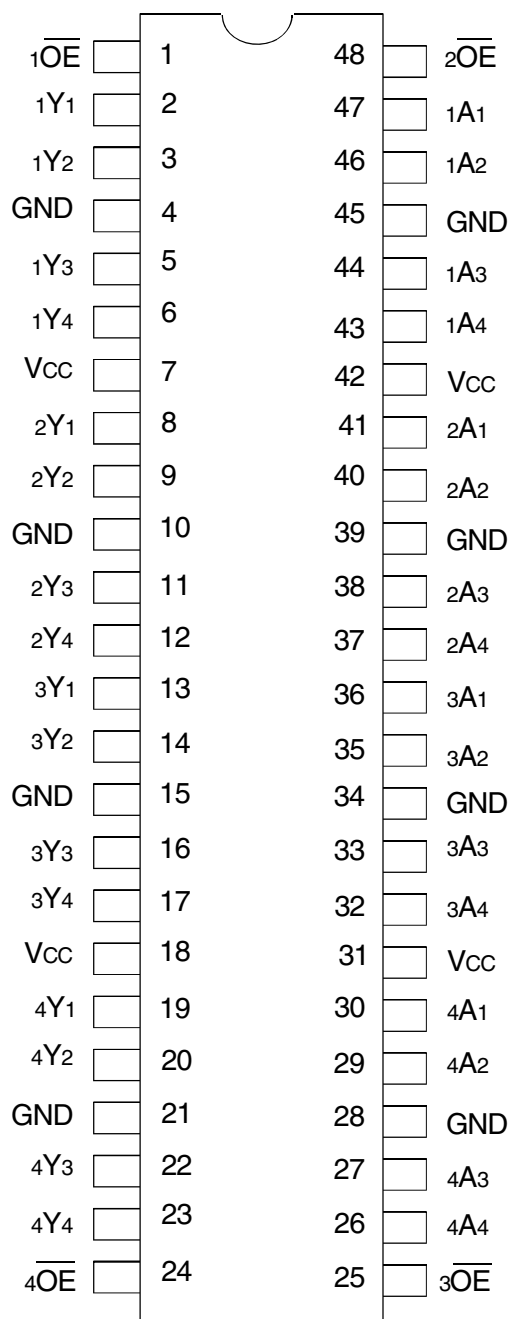 1O̅E̅ 1 48 2O̅E̅
1Y1 2 47 1A1
1Y2 3 46 1A2
GND 4 45 GND
1Y3 5 44 1A3
1Y4 6 43 1A4
VCC 7 42 VCC
2Y1 8 41 2A1
2Y2 9 40 2A2
GND 10 39 GND
2Y3 11 38 2A3
2Y4 12 37 2A4
3Y1 13 36 3A1
3Y2 14 35 3A2
GND 15 34 GND
3Y3 16 33 3A3
3Y4 17 32 3A4
VCC 18 31 VCC
4Y1 19 30 4A1
4Y2 20 29 4A2
GND 21 28 GND
4Y3 22 27 4A3
4Y4 23 26 4A4
4O̅E̅ 24 25 3O̅E̅